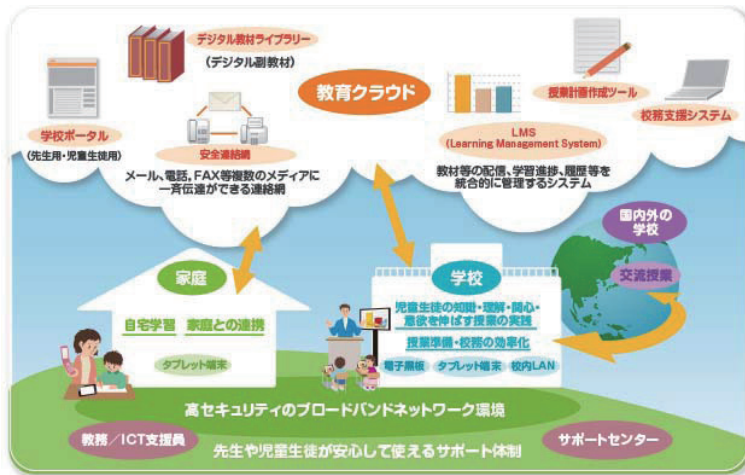 デジタル教材ライブラリー
(デジタル副教材)
教育クラウド
授業計画作成ツール
校務支援システム
学校ポータル
(先生用・児童生徒用)
安全連絡網
メール、電話、FAX等複数のメディアに
一斉伝達ができる連絡網
LMS
(Learning Management System)
教材等の配信、学習進捗、履歴等を
統合的に管理するシステム
国内外の
学校
交流授業
家庭
自宅学習 家庭との連携
タブレット端末
学校
児童生徒の知識・理解・関心・
意欲を伸ばす授業の実践
授業準備・校務の効率化
電子黒板 タブレット端末 校内LAN
高セキュリティのブロードバンドネットワーク環境
教務/ICT支援員
先生や児童生徒が安心して使えるサポート体制
サポートセンター